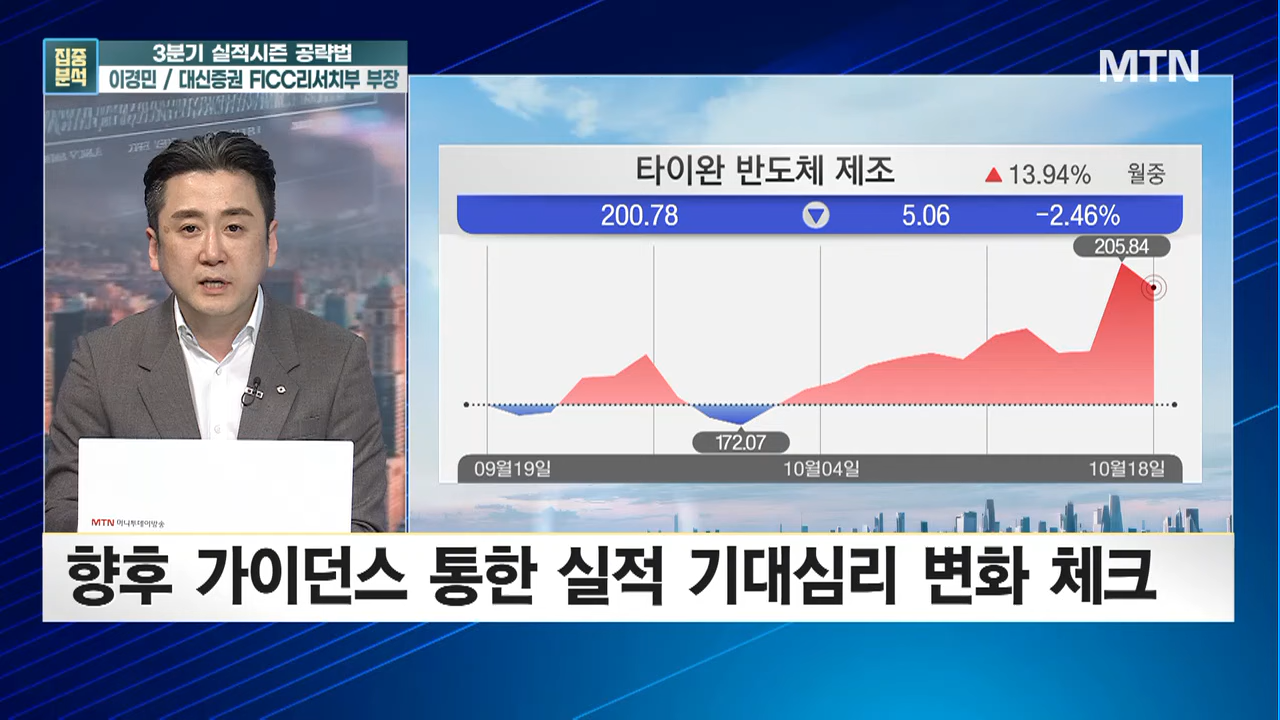 집중
분석
3분기 실적시즌 공략법
이경민 / 대신증권 FICC리서치부 부장
MTN
타이완 반도체 제조 ▲ 13.94% 월중
200.78 ▽ 5.06 -2.46%
205.84
172.07
09월19일 10월04일 10월18일
MTN 머니투데이방송
향후 가이던스 통한 실적 기대심리 변화 체크